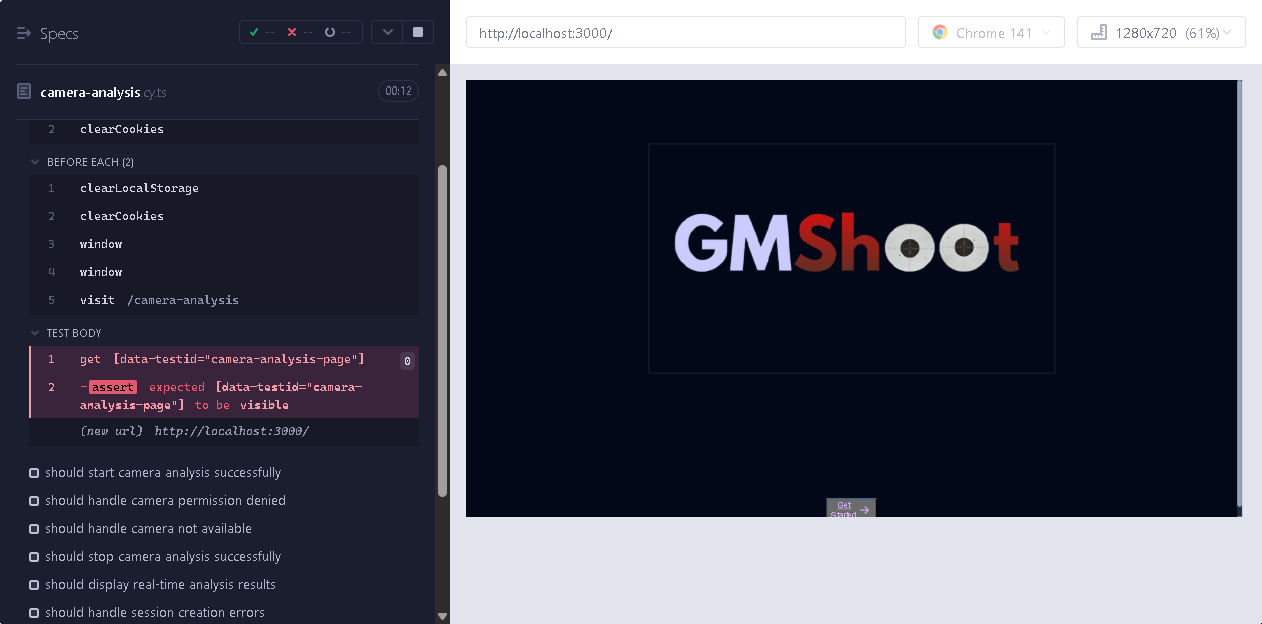 Specs
-- -- --
camera-analysis.cy.ts 00:12
2 clearCookies
BEFORE EACH (2)
1 clearLocalStorage
2 clearCookies
3 window
4 window
5 visit /camera-analysis
TEST BODY
1 get [data-testid="camera-analysis-page"] 0
2 -assert expected [data-testid="camera-
analysis-page"] to be visible
(new url) http://localhost:3000/
should start camera analysis successfully
should handle camera permission denied
should handle camera not available
should stop camera analysis successfully
should display real-time analysis results
should handle session creation errors
http://localhost:3000/
Chrome 141
1280x720 (61%)
GMShoot
Get
Started